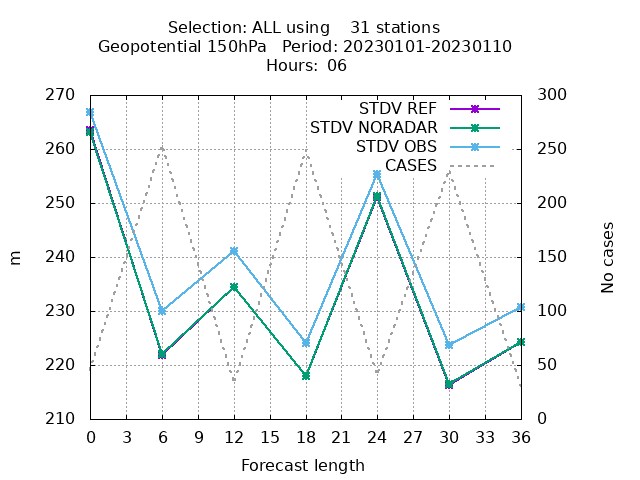 Selection: ALL using    31 stations
Geopotential 150hPa   Period: 20230101-20230110
Hours: 06
270
260
250
240
230
220
210
m
300
250
200
150
100
50
0
No cases
STDV REF
STDV NORADAR
STDV OBS
CASES
0 3 6 9 12 15 18 21 24 27 30 33 36
Forecast length